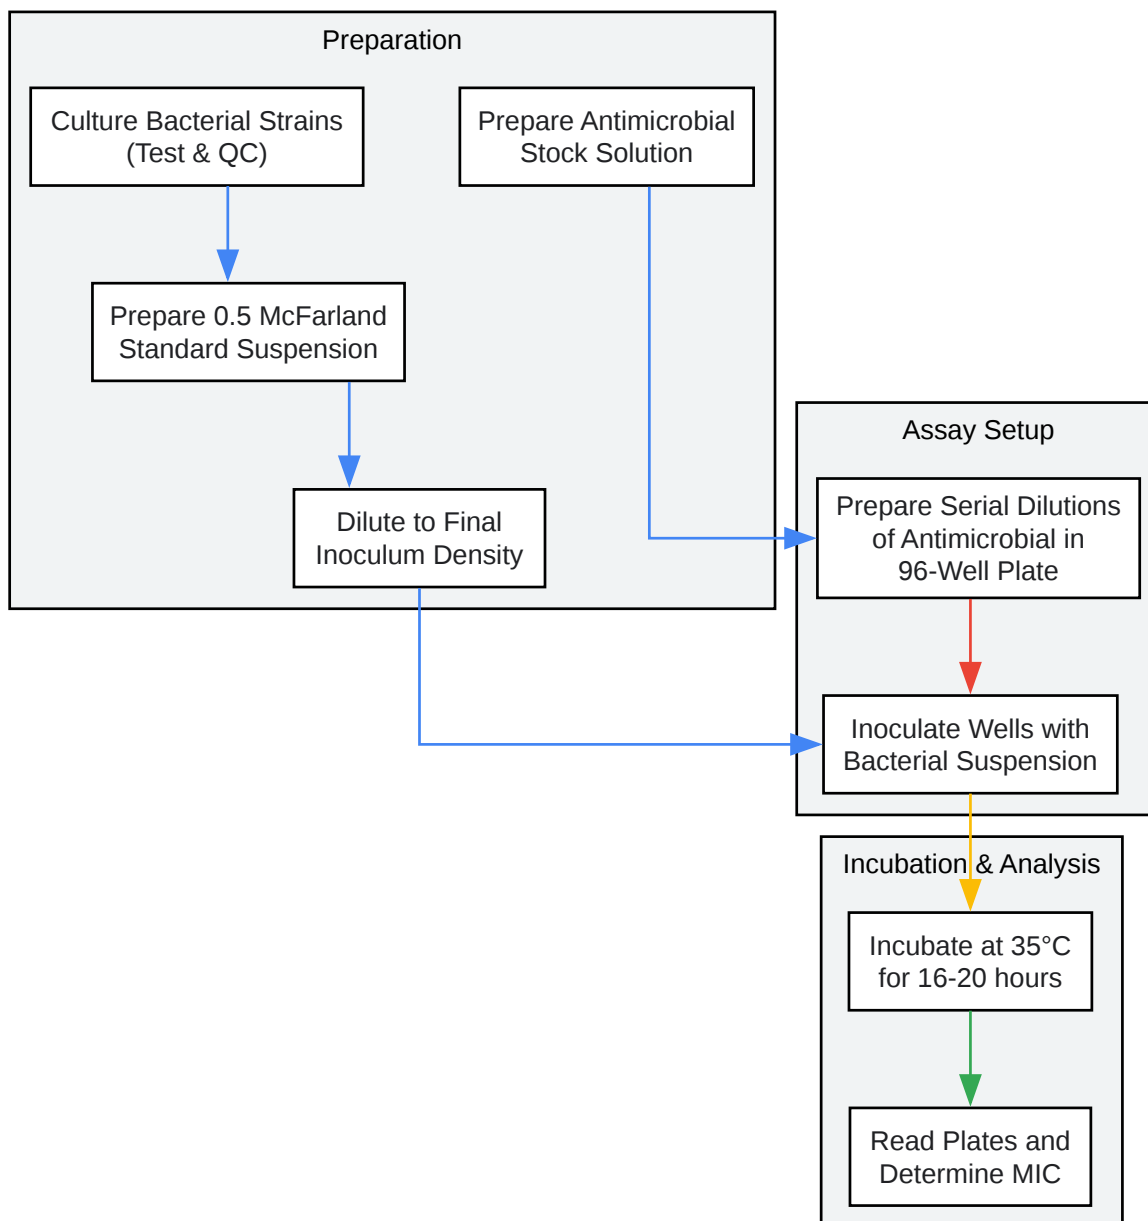 Preparation
Culture Bacterial Strains
(Test & QC)
Prepare Antimicrobial
Stock Solution
Prepare 0.5 McFarland
Standard Suspension
Dilute to Final
Inoculum Density
Assay Setup
Prepare Serial Dilutions
of Antimicrobial in
96-Well Plate
Inoculate Wells with
Bacterial Suspension
Incubation & Analysis
Incubate at 35°C
for 16-20 hours
Read Plates and
Determine MIC